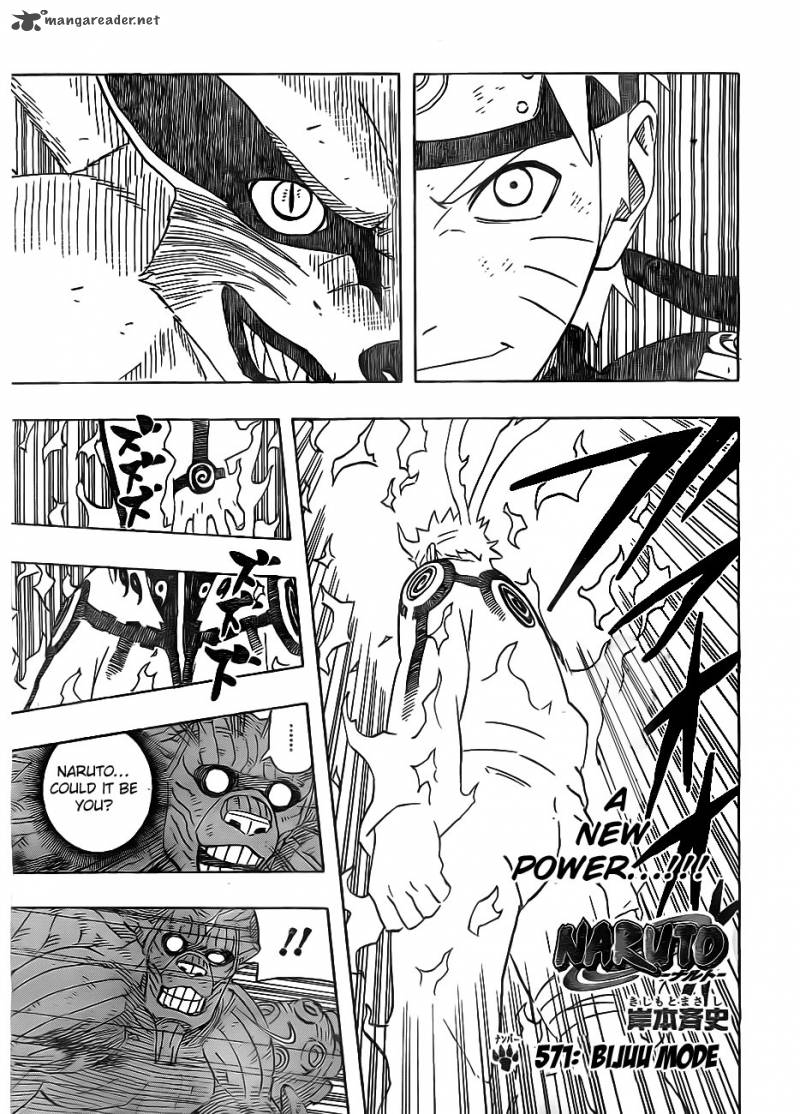 mangareader.net
ズズズ
ズズズ
........
NARUTO...
COULD IT BE
YOU?
!!
A
NEW
POWER...!!!
NARUTO
ーナルトー
きしもとまさし
岸本斉史
ナンバー
571: BIJUU MODE